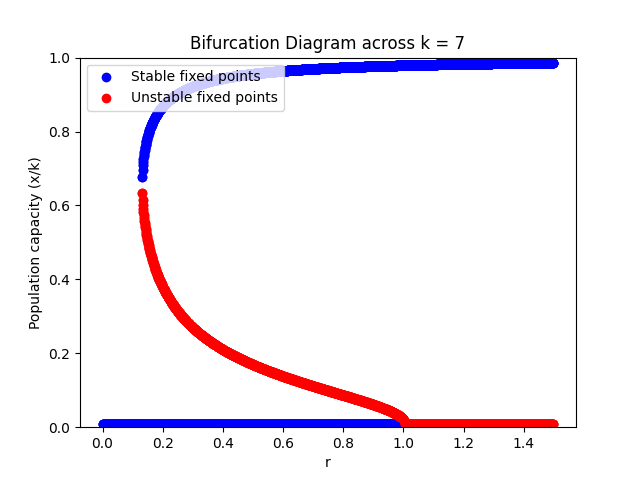 Bifurcation Diagram across k = 7
Stable fixed points
Unstable fixed points
1.0
0.8
0.6
0.4
0.2
0.0
Population capacity (x/k)
0.0 0.2 0.4 0.6 0.8 1.0 1.2 1.4
r